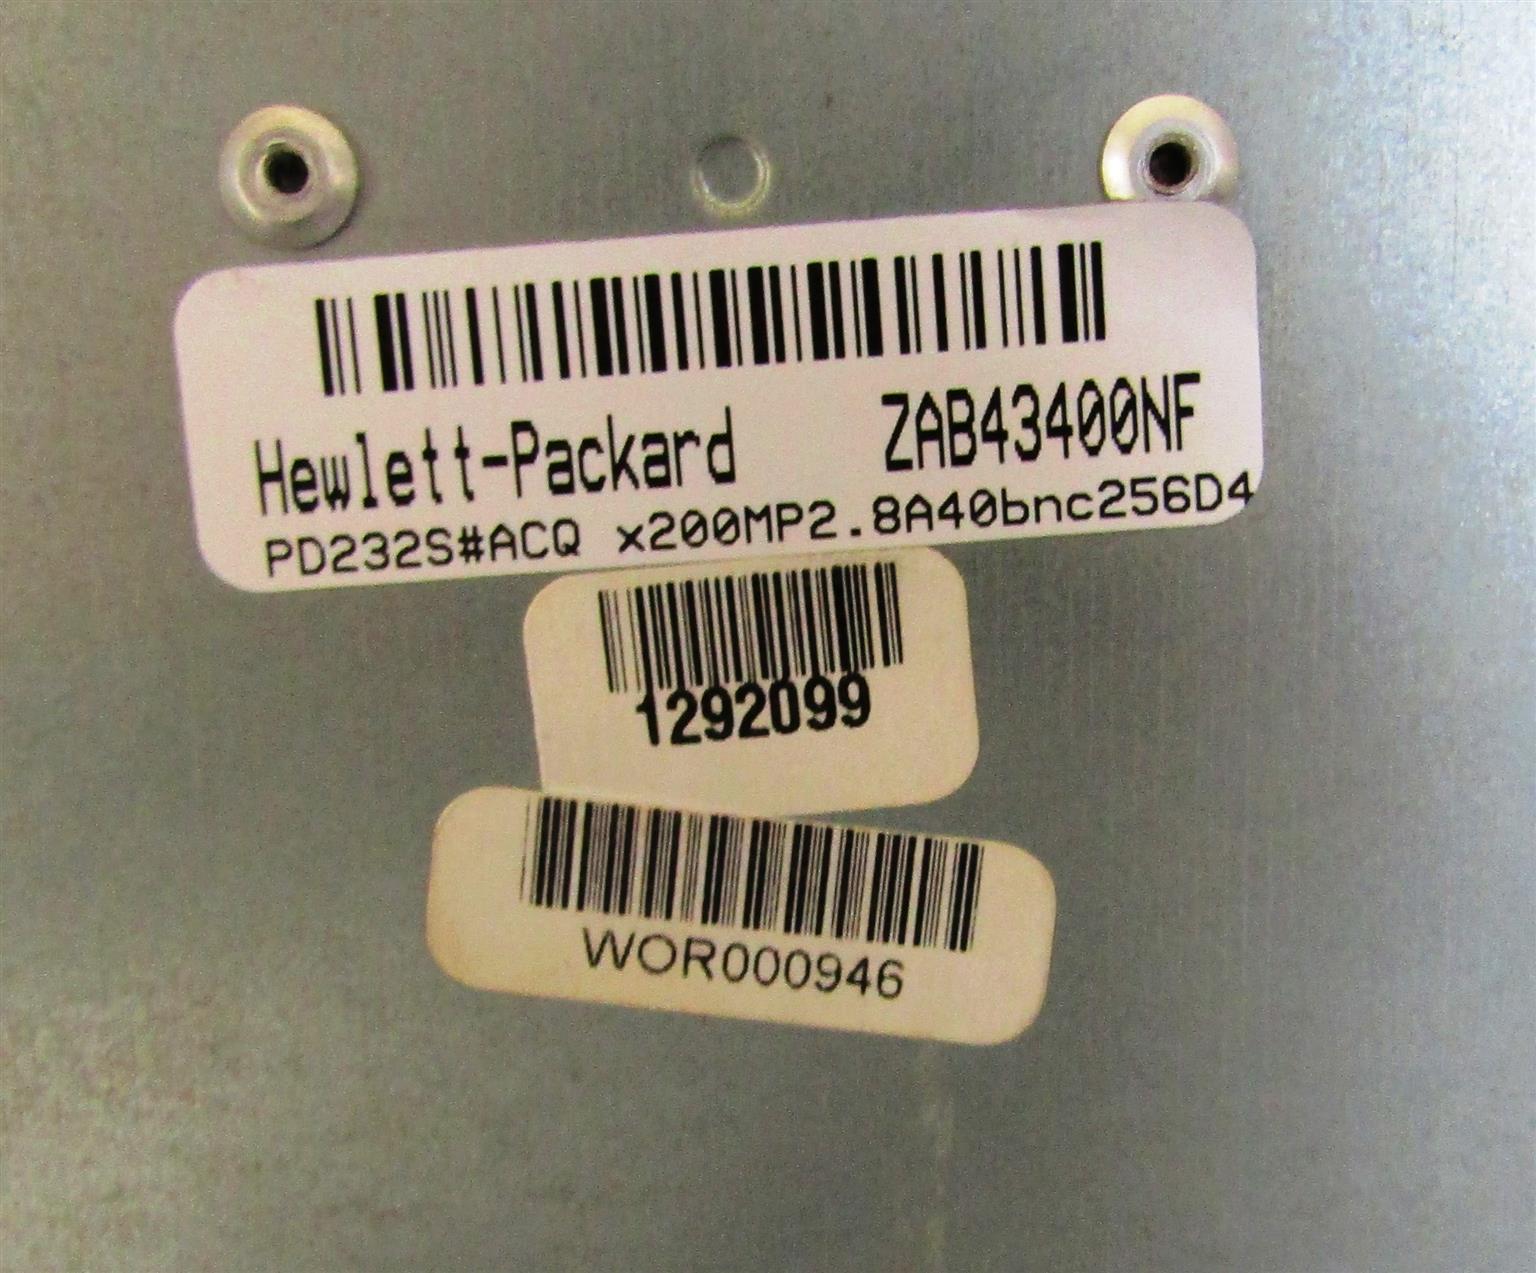 Hewlett-Packard ZAB43400NF
PD232S#ACQ x200MP2.8A40bnc256D4
1292099
WOR000946